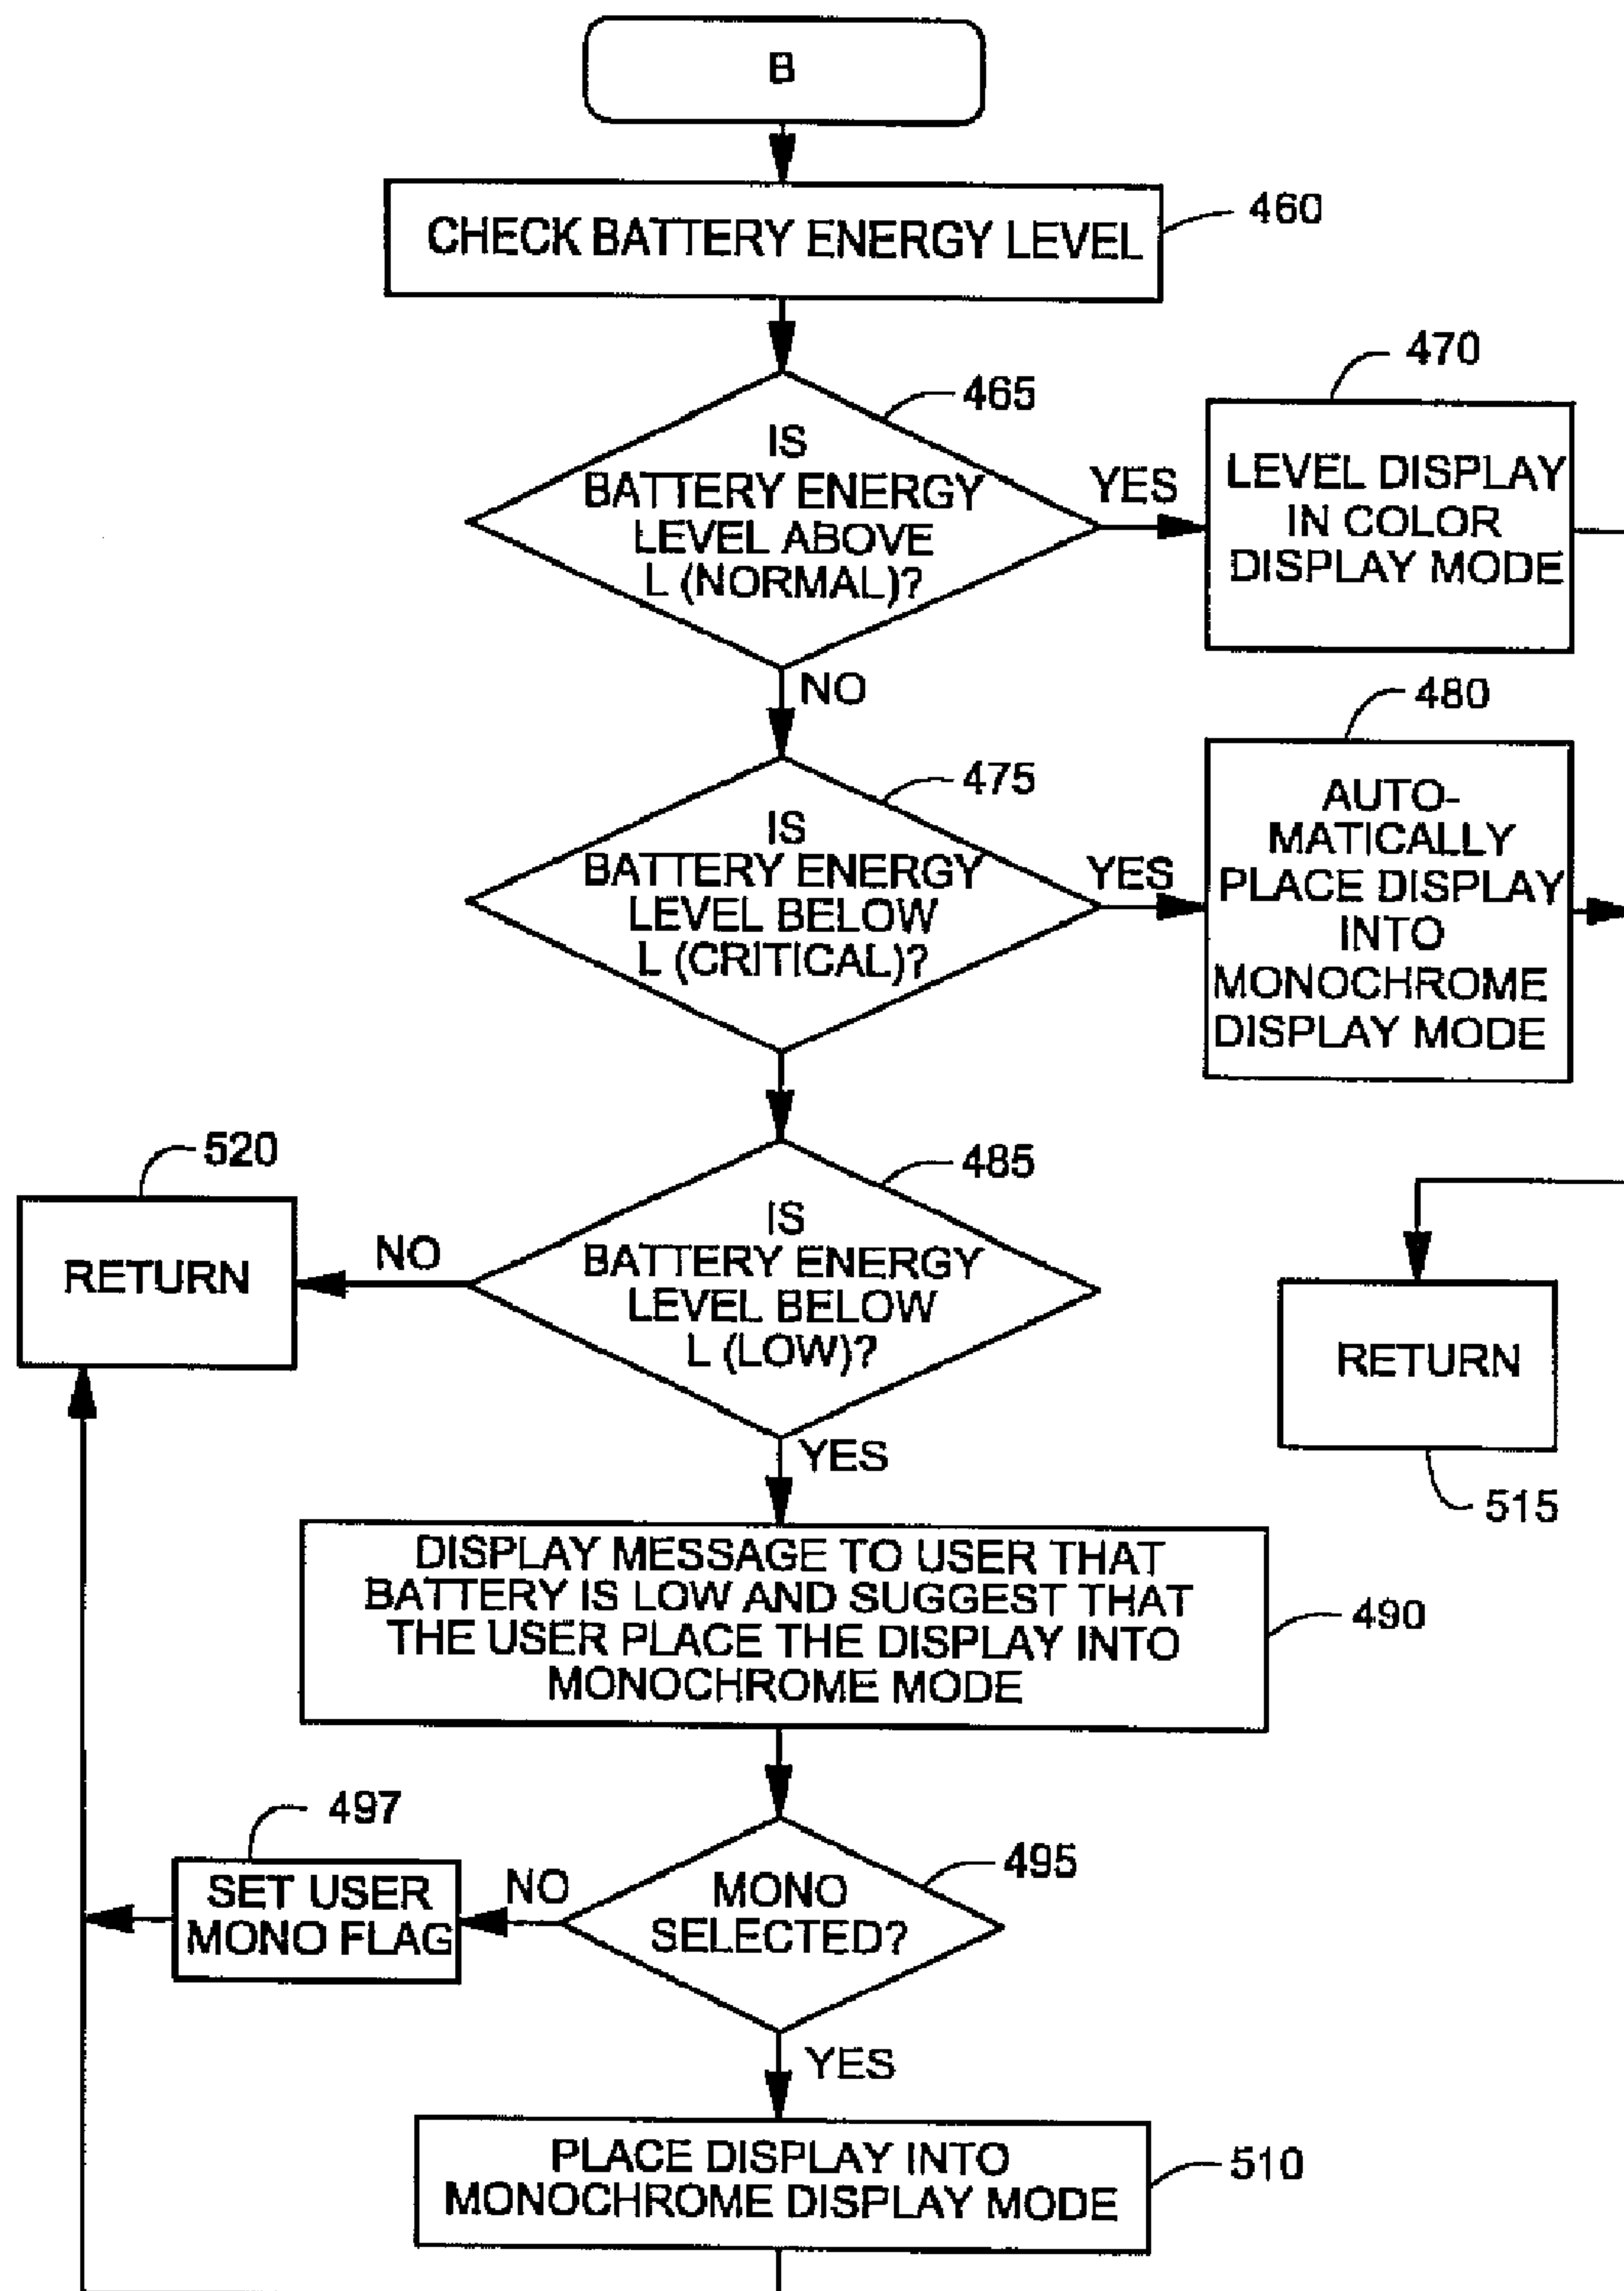 B
CHECK BATTERY ENERGY LEVEL
460
465
IS
BATTERY ENERGY
LEVEL ABOVE
L (NORMAL)?
YES
470
LEVEL DISPLAY
IN COLOR
DISPLAY MODE
NO
475
IS
BATTERY ENERGY
LEVEL BELOW
L (CRITICAL)?
YES
480
AUTO-
MATICALLY
PLACE DISPLAY
INTO
MONOCHROME
DISPLAY MODE
485
IS
BATTERY ENERGY
LEVEL BELOW
L (LOW)?
NO
520
RETURN
RETURN
515
YES
DISPLAY MESSAGE TO USER THAT
BATTERY IS LOW AND SUGGEST THAT
THE USER PLACE THE DISPLAY INTO
MONOCHROME MODE
490
495
MONO
SELECTED?
NO
497
SET USER
MONO FLAG
YES
PLACE DISPLAY INTO
MONOCHROME DISPLAY MODE
510